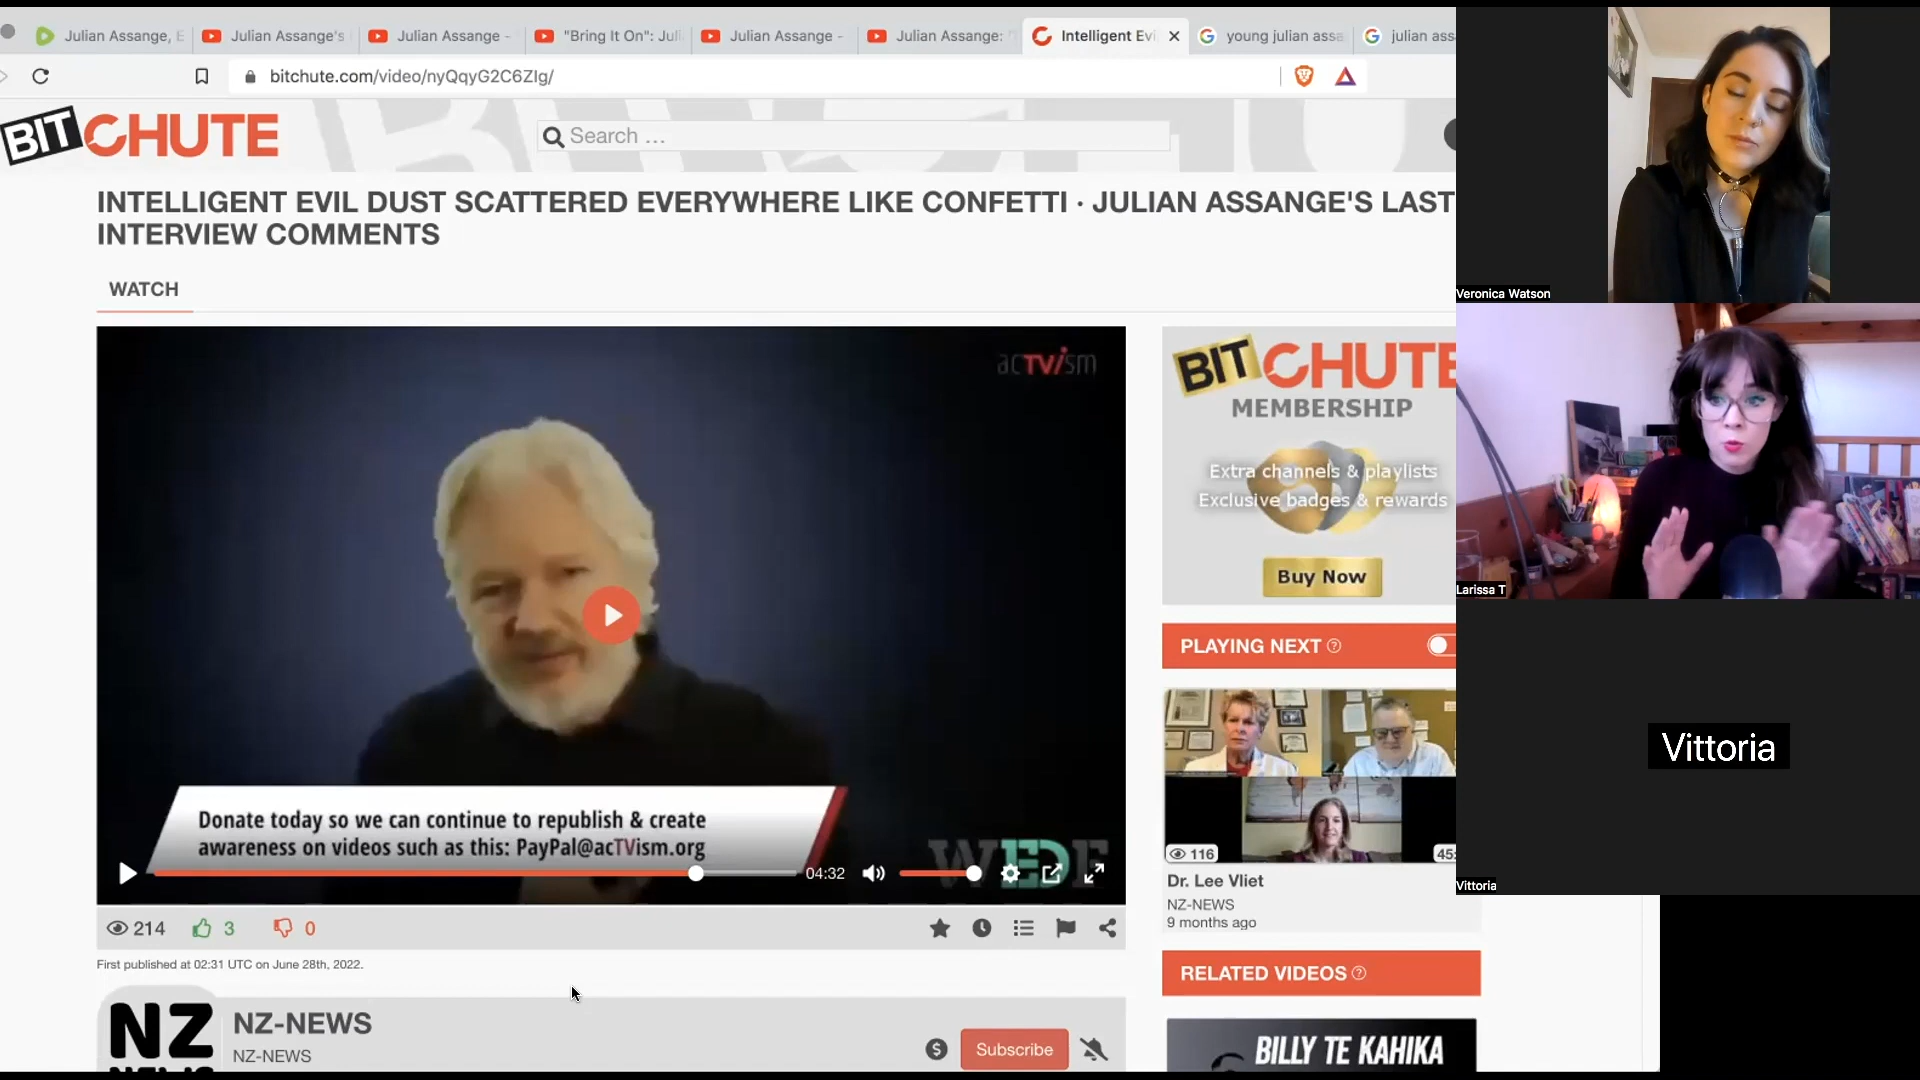 Julian Assange, E
Julian Assange's
Julian Assange -
"Bring It On": Juli
Julian Assange -
Julian Assange: "
Intelligent Evi
young julian assa
julian ass
bitchute.com/video/nyQqyG2C6ZIg/
BITCHUTE
Search ...
INTELLIGENT EVIL DUST SCATTERED EVERYWHERE LIKE CONFETTI · JULIAN ASSANGE'S LAST
INTERVIEW COMMENTS
WATCH
acTVism
Donate today so we can continue to republish & create
awareness on videos such as this: PayPal@acTVism.org
04:32
214
3
0
First published at 02:31 UTC on June 28th, 2022.
NZ
NEWS
NZ-NEWS
NZ-NEWS
Subscribe
BITCHUTE
MEMBERSHIP
Extra channels & playlists
Exclusive badges & rewards
Buy Now
PLAYING NEXT
116
45:
Dr. Lee Vliet
NZ-NEWS
9 months ago
RELATED VIDEOS
BILLY TE KAHIKA
Veronica Watson
Larissa T
Vittoria
Vittoria